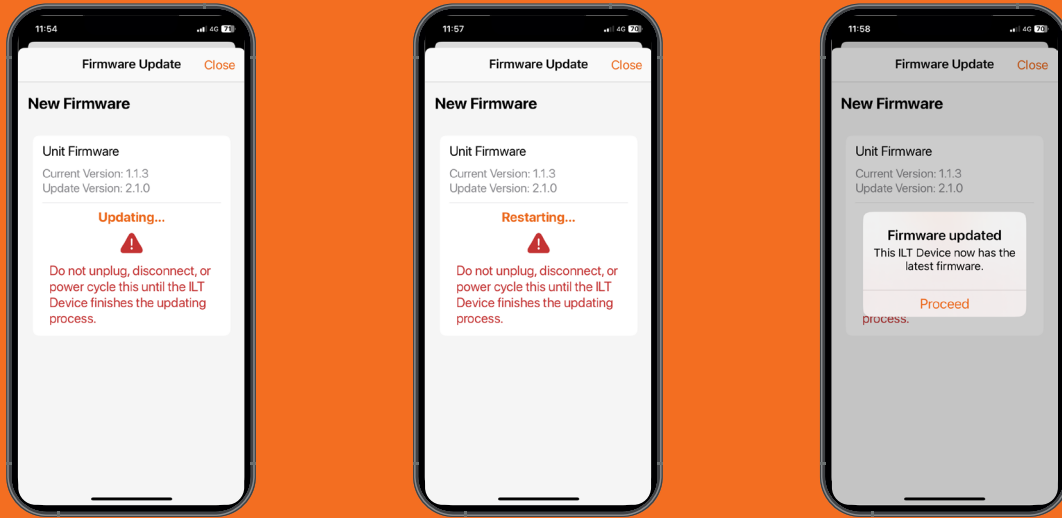 11:54
4G 71
Firmware Update
Close
New Firmware
Unit Firmware
Current Version: 1.1.3
Update Version: 2.1.0
Updating...
Do not unplug, disconnect, or
power cycle this until the ILT
Device finishes the updating
process.
11:57
4G 70
Firmware Update
Close
New Firmware
Unit Firmware
Current Version: 1.1.3
Update Version: 2.1.0
Restarting...
Do not unplug, disconnect, or
power cycle this until the ILT
Device finishes the updating
process.
11:58
4G 70
Firmware Update
Close
New Firmware
Unit Firmware
Current Version: 1.1.3
Update Version: 2.1.0
Firmware updated
This ILT Device now has the
latest firmware.
Proceed
process.